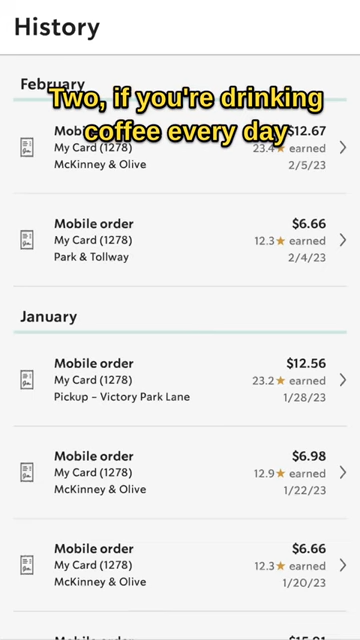 History
February
Two, if you're drinking
coffee every day
$12.67
My Card (1278)
23.4★ earned
McKinney & Olive
2/5/23
Mobile order
$6.66
My Card (1278)
12.3★ earned
Park & Tollway
2/4/23
January
Mobile order
$12.56
My Card (1278)
23.2★ earned
Pickup – Victory Park Lane
1/28/23
Mobile order
$6.98
My Card (1278)
12.9★ earned
McKinney & Olive
1/22/23
Mobile order
$6.66
My Card (1278)
12.3★ earned
McKinney & Olive
1/20/23